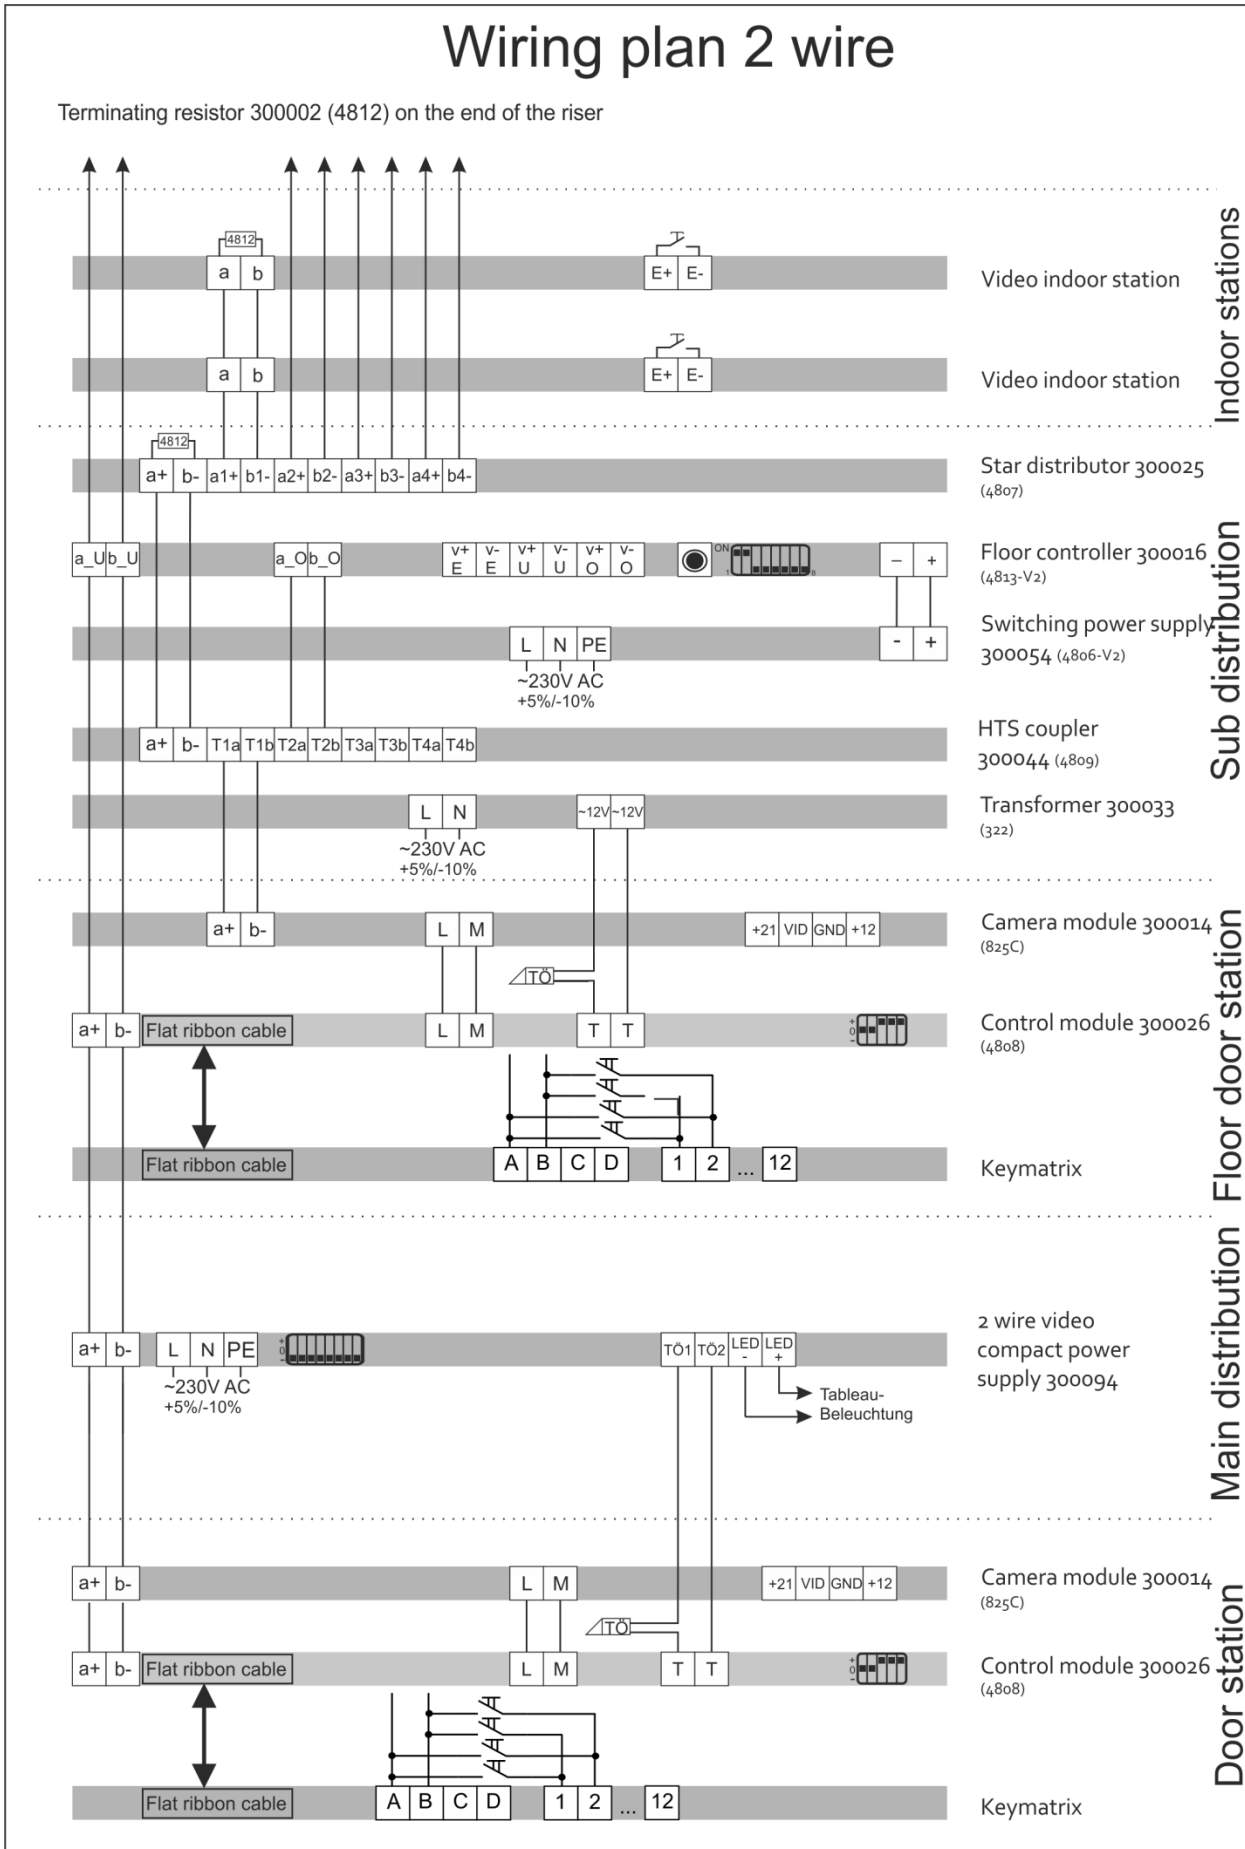 Wiring plan 2 wire
Terminating resistor 300002 (4812) on the end of the riser
Indoor stations
4812
a b
E+ E-
Video indoor station
a b
E+ E-
Video indoor station
Sub distribution
4812
a+ b- a1+ b1- a2+ b2- a3+ b3- a4+ b4-
Star distributor 300025
(4807)
a_U b_U a_O b_O
v+ v- v+ v- v+ v-
E E U U O O
ON
1 8
– +
Floor controller 300016
(4813-V2)
L N PE
~230V AC
+5%/-10%
- +
Switching power supply
300054 (4806-V2)
a+ b- T1a T1b T2a T2b T3a T3b T4a T4b
HTS coupler
300044 (4809)
L N
~230V AC
+5%/-10%
~12V ~12V
Transformer 300033
(322)
Floor door station
a+ b- L M +21 VID GND +12
Camera module 300014
(825C)
TÖ
a+ b- Flat ribbon cable L M T T
+
0
-
Control module 300026
(4808)
Flat ribbon cable A B C D 1 2 ... 12
Keymatrix
Main distribution
a+ b- L N PE
~230V AC
+5%/-10%
+
0
-
TÖ1 TÖ2 LED - LED +
Tableau-
Beleuchtung
2 wire video
compact power
supply 300094
Door station
a+ b- L M +21 VID GND +12
Camera module 300014
(825C)
TÖ
a+ b- Flat ribbon cable L M T T
+
0
-
Control module 300026
(4808)
Flat ribbon cable A B C D 1 2 ... 12
Keymatrix